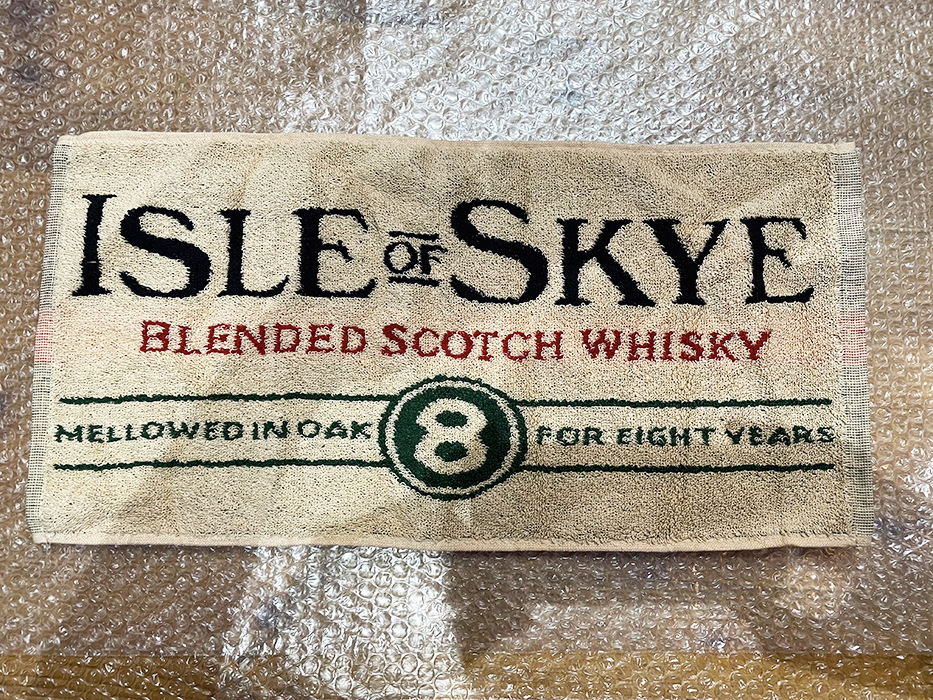 ISLE OF SKYE
BLENDED SCOTCH WHISKY
MELLOWED IN OAK 8 FOR EIGHT YEARS